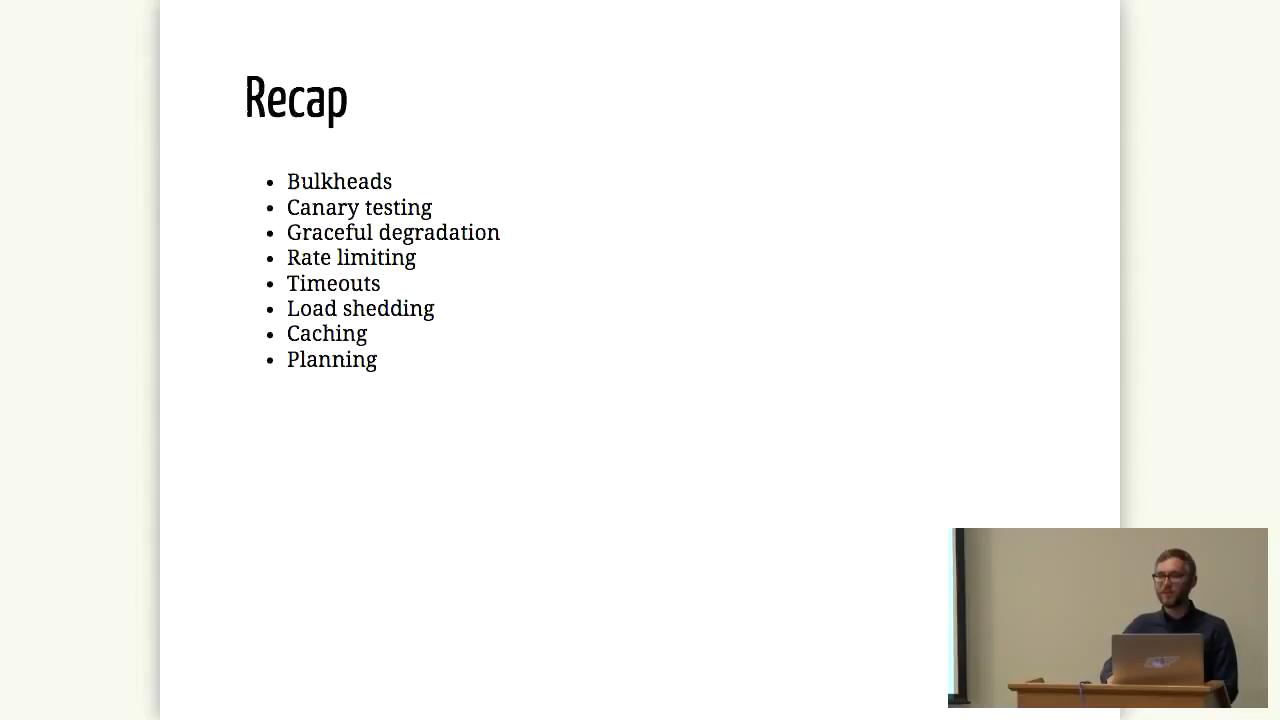 Recap
• Bulkheads
• Canary testing
• Graceful degradation
• Rate limiting
• Timeouts
• Load shedding
• Caching
• Planning